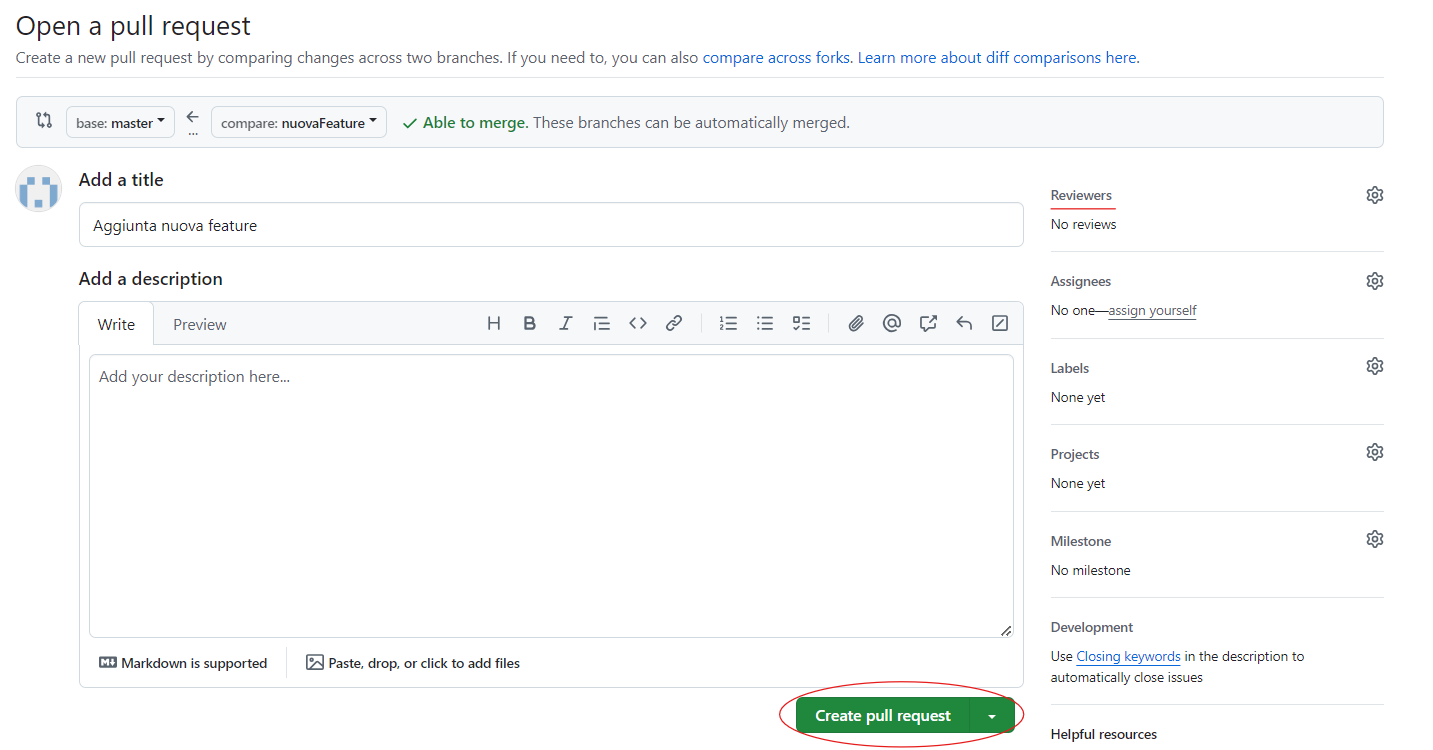 Open a pull request
Create a new pull request by comparing changes across two branches. If you need to, you can also compare across forks. Learn more about diff comparisons here.
base: master
compare: nuovaFeature
Able to merge. These branches can be automatically merged.
Add a title
Aggiunta nuova feature
Add a description
Write
Preview
Add your description here...
Markdown is supported
Paste, drop, or click to add files
Create pull request
Reviewers
No reviews
Assignees
No one—assign yourself
Labels
None yet
Projects
None yet
Milestone
No milestone
Development
Use Closing keywords in the description to
automatically close issues
Helpful resources